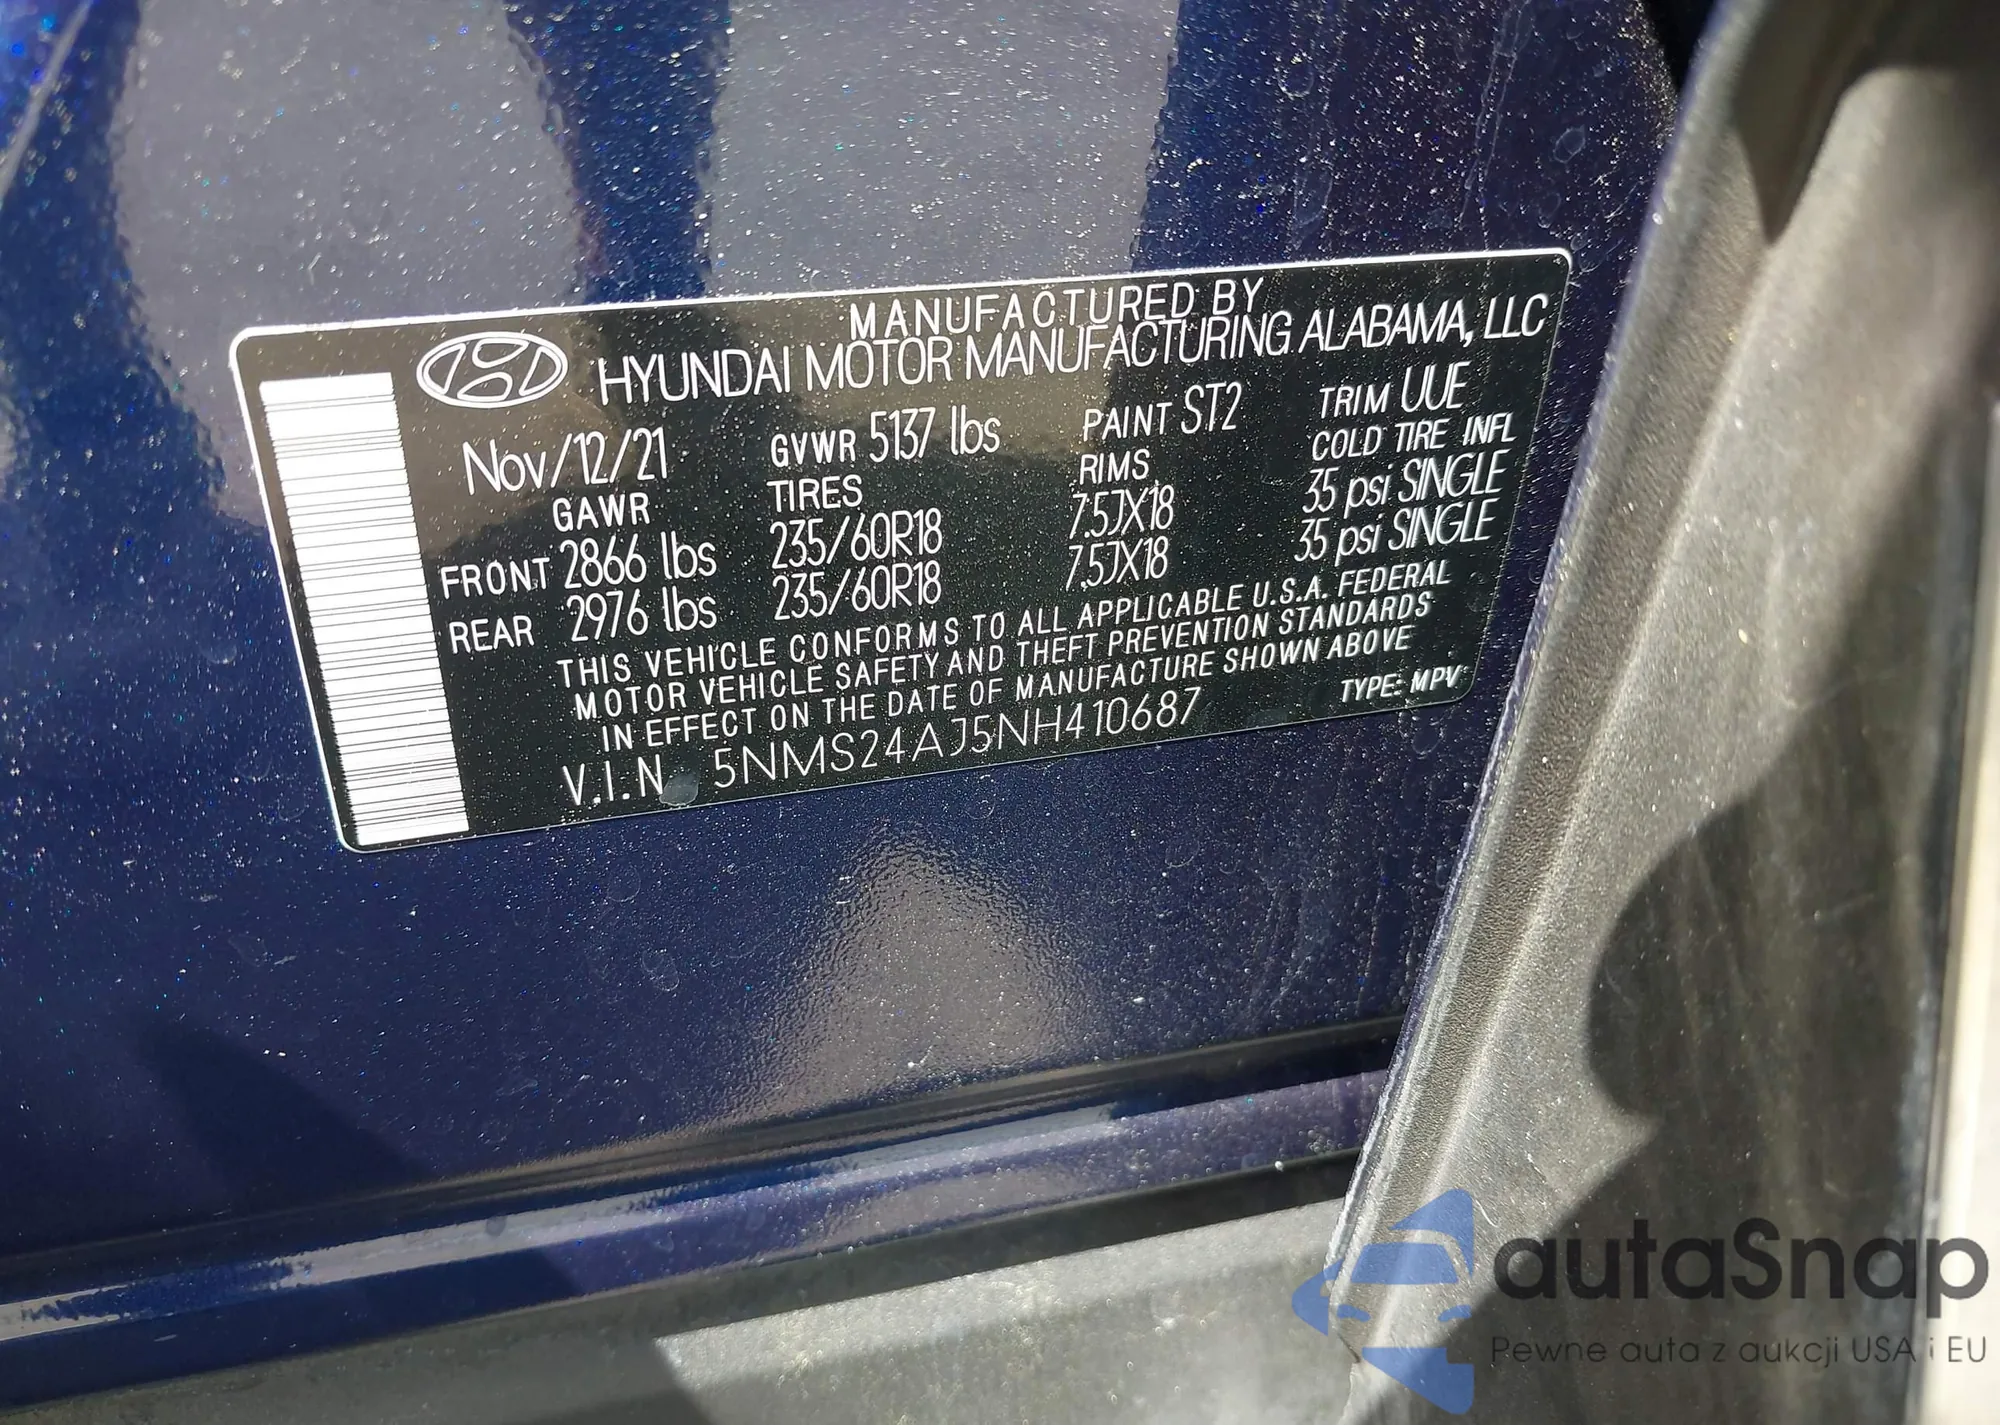 MANUFACTURED BY
HYUNDAI MOTOR MANUFACTURING ALABAMA, LLC
Nov/12/21 GVWR 5137 lbs PAINT ST2 TRIM UUE
GAWR TIRES RIMS COLD TIRE INFL
FRONT 2866 lbs 235/60R18 7.5JX18 35 psi SINGLE
REAR 2976 lbs 235/60R18 7.5JX18 35 psi SINGLE
THIS VEHICLE CONFORMS TO ALL APPLICABLE U.S.A. FEDERAL
MOTOR VEHICLE SAFETY AND THEFT PREVENTION STANDARDS
IN EFFECT ON THE DATE OF MANUFACTURE SHOWN ABOVE
V.I.N 5NMS24AJ5NH410687 TYPE: MPV
autaSnap
Pewne auta z aukcji USA i EU